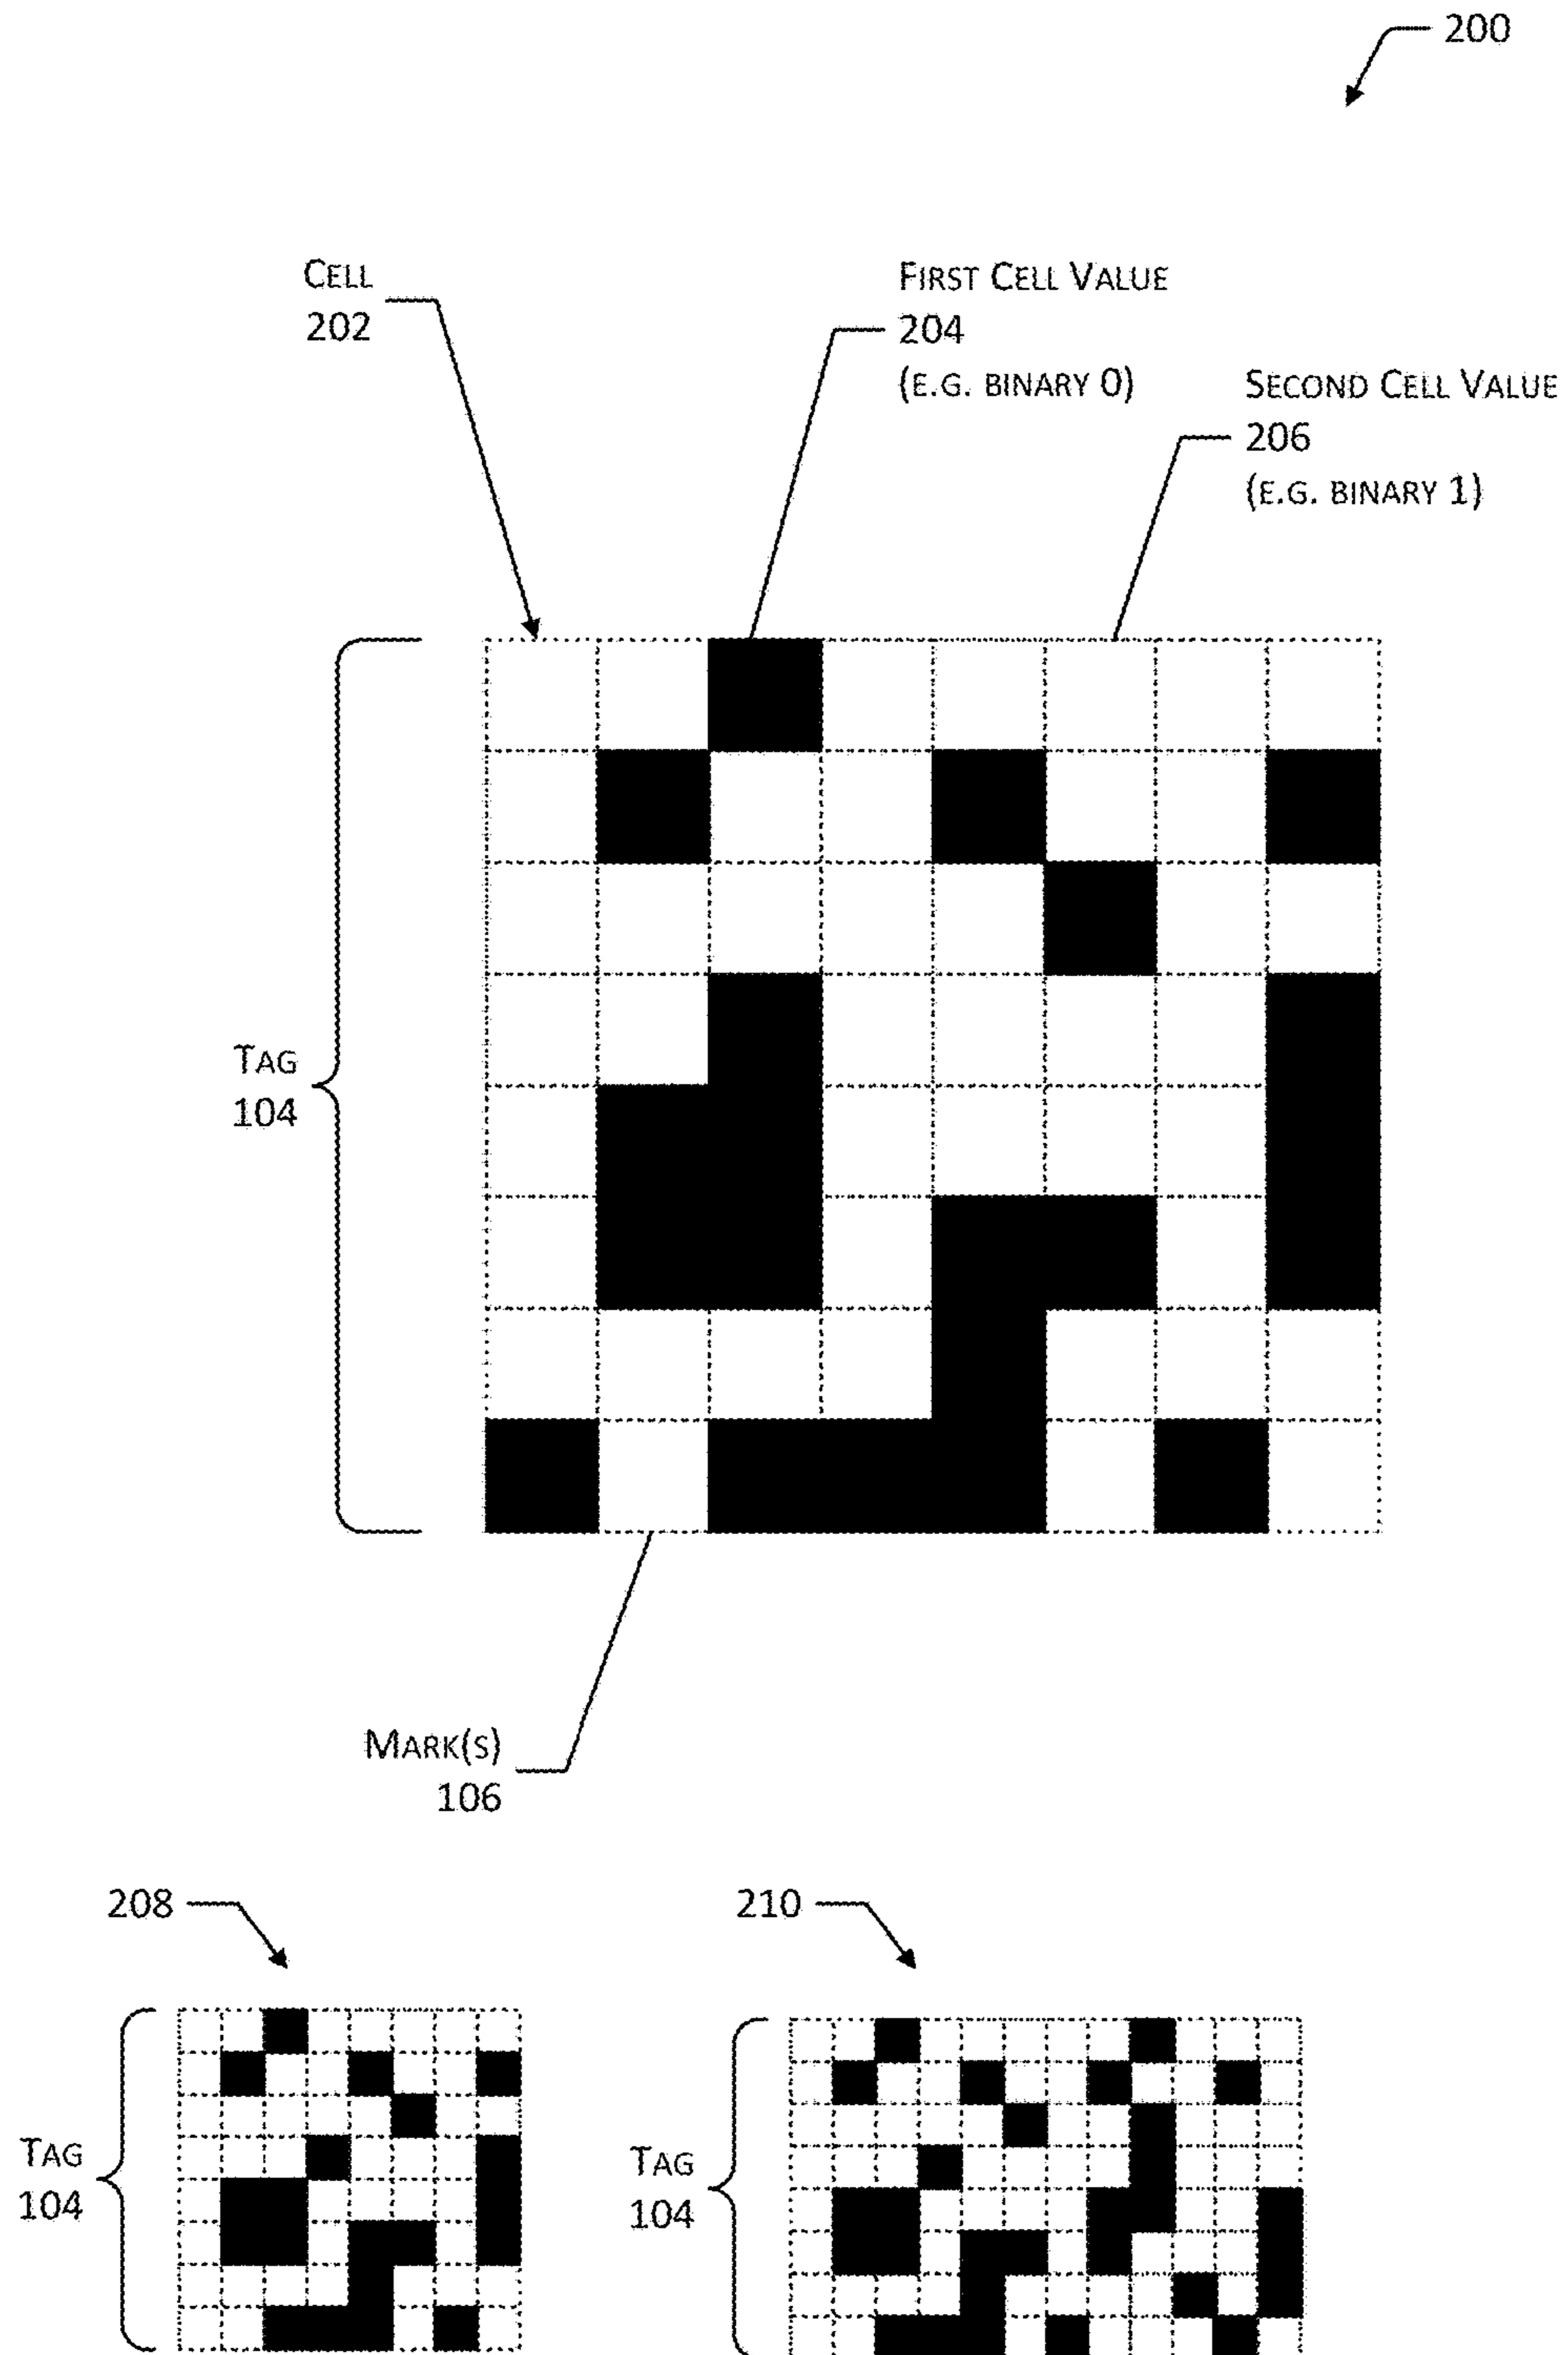 200
CELL
202
FIRST CELL VALUE
204
(E.G. BINARY 0)
SECOND CELL VALUE
206
(E.G. BINARY 1)
TAG
104
MARK(S)
106
208
210
TAG
104
TAG
104